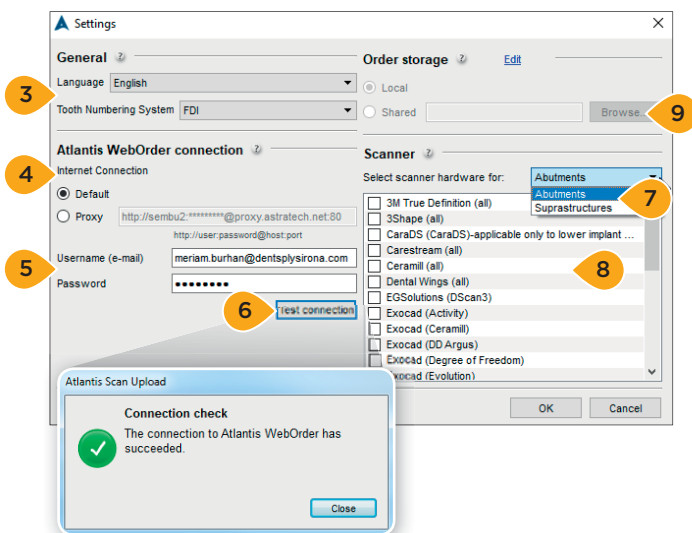 Settings
General
Language English
Tooth Numbering System FDI
3
Atlantis WebOrder connection
4
Internet Connection
Default
Proxy http://sembu2:*********@proxy.astratech.net:80
http://user:password@host:port
5
Username (e-mail) meriam.burhan@dentsplysirona.com
Password ••••••••
6
Test connection
Order storage Edit
Local
Shared Browse...
9
Scanner
Select scanner hardware for: Abutments
Abutments
Suprastructures
7
3M True Definition (all)
3Shape (all)
CaraDS (CaraDS)-applicable only to lower implant ...
Carestream (all)
Ceramill (all)
Dental Wings (all)
EGSolutions (DScan3)
Exocad (Activity)
Exocad (Ceramill)
Exocad (DD Argus)
Exocad (Degree of Freedom)
Exocad (Evolution)
8
OK Cancel
Atlantis Scan Upload
Connection check
The connection to Atlantis WebOrder has
succeeded.
Close